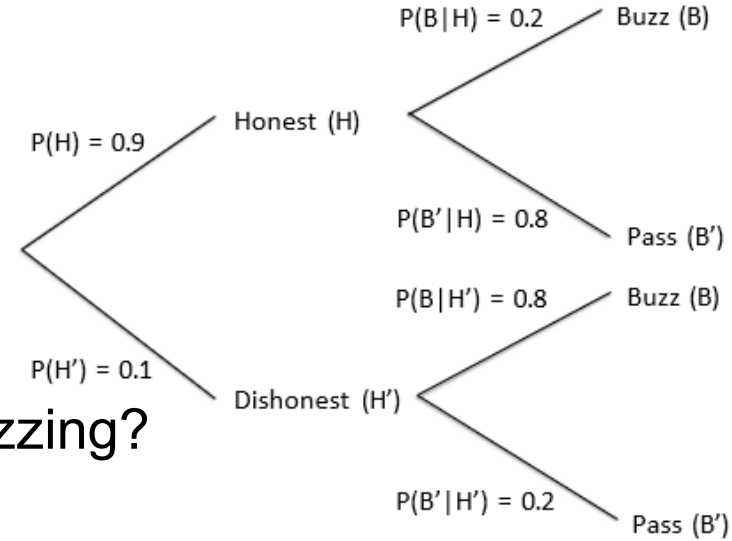 P(B|H) = 0.2
Buzz (B)
P(H) = 0.9
Honest (H)
P(B′|H) = 0.8
Pass (B′)
P(B|H′) = 0.8
Buzz (B)
P(H′) = 0.1
Dishonest (H′)
zzing?
P(B′|H′) = 0.2
Pass (B′)